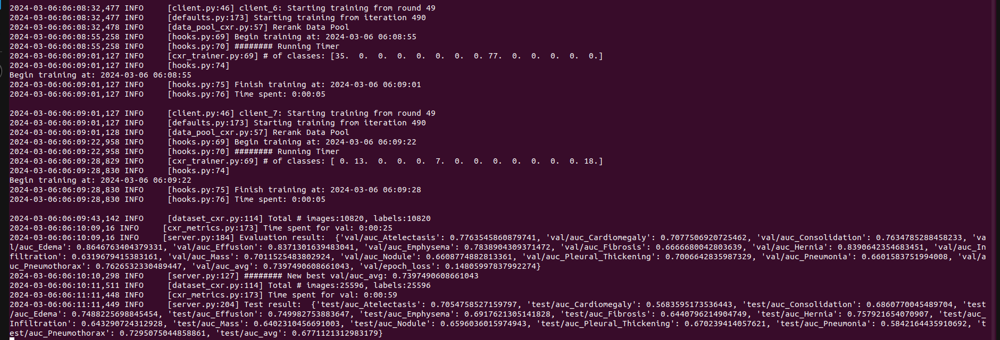 2024-03-06:06:08:32,477 INFO     [client.py:46] client_6: Starting training from round 49
2024-03-06:06:08:32,477 INFO     [defaults.py:173] Starting training from iteration 490
2024-03-06:06:08:32,478 INFO     [data_pool_cxr.py:57] Rerank Data Pool
2024-03-06:06:08:55,258 INFO     [hooks.py:69] Begin training at: 2024-03-06 06:08:55
2024-03-06:06:08:55,258 INFO     [hooks.py:70] ######## Running Timer
2024-03-06:06:09:01,127 INFO     [cxr_trainer.py:69] # of classes: [35.  0.  0.  0.  0.  0.  0.  0. 77.  0.  0.  0.  0.  0.]
2024-03-06:06:09:01,127 INFO     [hooks.py:74]
Begin training at: 2024-03-06 06:08:55
2024-03-06:06:09:01,127 INFO     [hooks.py:75] Finish training at: 2024-03-06 06:09:01
2024-03-06:06:09:01,127 INFO     [hooks.py:76] Time spent: 0:00:05
2024-03-06:06:09:01,127 INFO     [client.py:46] client_7: Starting training from round 49
2024-03-06:06:09:01,127 INFO     [defaults.py:173] Starting training from iteration 490
2024-03-06:06:09:01,128 INFO     [data_pool_cxr.py:57] Rerank Data Pool
2024-03-06:06:09:22,958 INFO     [hooks.py:69] Begin training at: 2024-03-06 06:09:22
2024-03-06:06:09:22,958 INFO     [hooks.py:70] ######## Running Timer
2024-03-06:06:09:28,829 INFO     [cxr_trainer.py:69] # of classes: [ 0. 13.  0.  0.  0.  7.  0.  0.  0.  0.  0.  0.  0. 18.]
2024-03-06:06:09:28,830 INFO     [hooks.py:74]
Begin training at: 2024-03-06 06:09:22
2024-03-06:06:09:28,830 INFO     [hooks.py:75] Finish training at: 2024-03-06 06:09:28
2024-03-06:06:09:28,830 INFO     [hooks.py:76] Time spent: 0:00:05
2024-03-06:06:09:43,142 INFO     [dataset_cxr.py:114] Total # images:10820, labels:10820
2024-03-06:06:10:09,16 INFO     [cxr_metrics.py:173] Time spent for val: 0:00:25
2024-03-06:06:10:09,16 INFO     [server.py:184] Evaluation result:  {'val/auc_Atelectasis': 0.7763545860879741, 'val/auc_Cardiomegaly': 0.7077506920725462, 'val/auc_Consolidation': 0.7634785288458233, 'va
l/auc_Edema': 0.8646763404379331, 'val/auc_Effusion': 0.8371301639483041, 'val/auc_Emphysema': 0.7838904309371472, 'val/auc_Fibrosis': 0.6666680042803639, 'val/auc_Hernia': 0.8390642354683451, 'val/auc_In
filtration': 0.6319679415383161, 'val/auc_Mass': 0.7011525483802924, 'val/auc_Nodule': 0.6608774882813361, 'val/auc_Pleural_Thickening': 0.7006642835987329, 'val/auc_Pneumonia': 0.6601583751994008, 'val/a
uc_Pneumothorax': 0.7626532330489447, 'val/auc_avg': 0.7397490608661043, 'val/epoch_loss': 0.14805997837992274}
2024-03-06:06:10:10,298 INFO     [server.py:127] ######## New best val/auc_avg: 0.7397490608661043
2024-03-06:06:10:11,511 INFO     [dataset_cxr.py:114] Total # images:25596, labels:25596
2024-03-06:06:11:11,448 INFO     [cxr_metrics.py:173] Time spent for val: 0:00:59
2024-03-06:06:11:11,449 INFO     [server.py:204] Test result:  {'test/auc_Atelectasis': 0.7054758527159797, 'test/auc_Cardiomegaly': 0.5683595173536443, 'test/auc_Consolidation': 0.6860770045489704, 'test
/auc_Edema': 0.7488225698845454, 'test/auc_Effusion': 0.749982753883647, 'test/auc_Emphysema': 0.6917621305141828, 'test/auc_Fibrosis': 0.6440796214904749, 'test/auc_Hernia': 0.757921654070907, 'test/auc_
Infiltration': 0.643290724312928, 'test/auc_Mass': 0.6402310456691003, 'test/auc_Nodule': 0.6596036015974943, 'test/auc_Pleural_Thickening': 0.670239414057621, 'test/auc_Pneumonia': 0.5842164435910692, 't
est/auc_Pneumothorax': 0.7295075044858861, 'test/auc_avg': 0.6771121312983179}